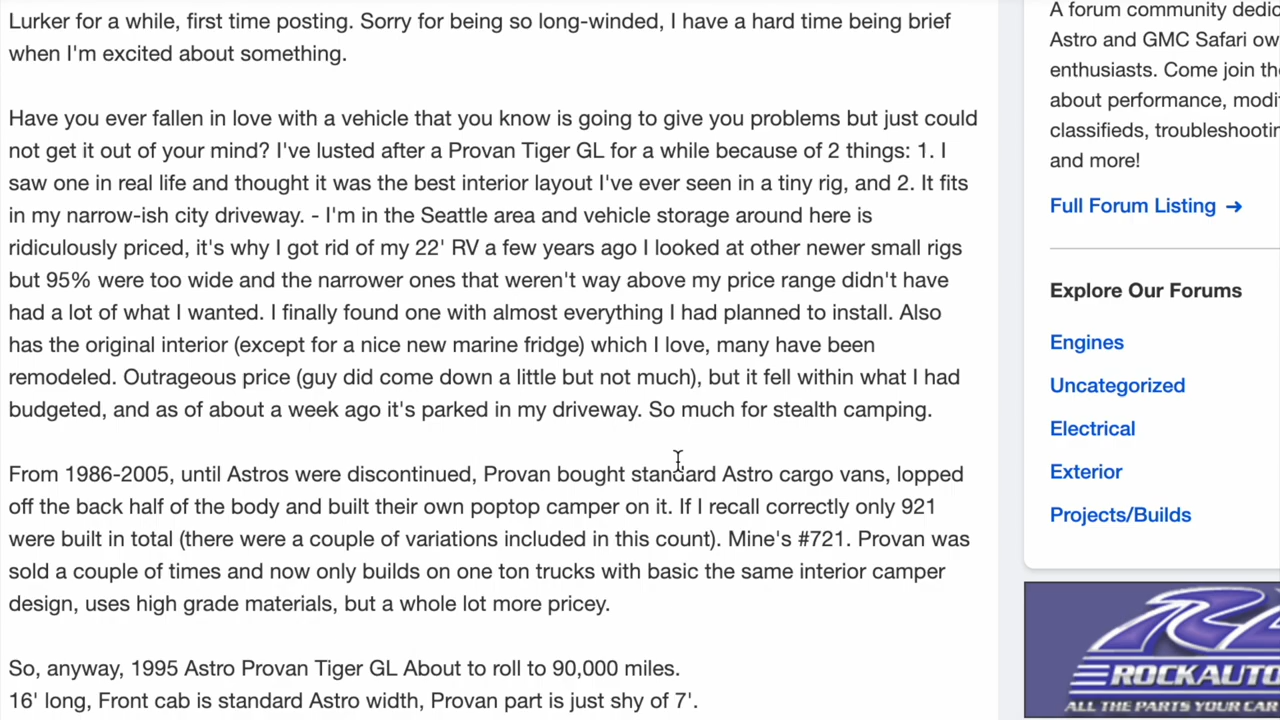 Lurker for a while, first time posting. Sorry for being so long-winded, I have a hard time being brief
when I'm excited about something.
Have you ever fallen in love with a vehicle that you know is going to give you problems but just could
not get it out of your mind? I've lusted after a Provan Tiger GL for a while because of 2 things: 1. I
saw one in real life and thought it was the best interior layout I've ever seen in a tiny rig, and 2. It fits
in my narrow-ish city driveway. - I'm in the Seattle area and vehicle storage around here is
ridiculously priced, it's why I got rid of my 22' RV a few years ago I looked at other newer small rigs
but 95% were too wide and the narrower ones that weren't way above my price range didn't have
had a lot of what I wanted. I finally found one with almost everything I had planned to install. Also
has the original interior (except for a nice new marine fridge) which I love, many have been
remodeled. Outrageous price (guy did come down a little but not much), but it fell within what I had
budgeted, and as of about a week ago it's parked in my driveway. So much for stealth camping.
From 1986-2005, until Astros were discontinued, Provan bought standard Astro cargo vans, lopped
off the back half of the body and built their own poptop camper on it. If I recall correctly only 921
were built in total (there were a couple of variations included in this count). Mine's #721. Provan was
sold a couple of times and now only builds on one ton trucks with basic the same interior camper
design, uses high grade materials, but a whole lot more pricey.
So, anyway, 1995 Astro Provan Tiger GL About to roll to 90,000 miles.
16' long, Front cab is standard Astro width, Provan part is just shy of 7'.
A forum community dedic
Astro and GMC Safari ow
enthusiasts. Come join th
about performance, modi
classifieds, troubleshootin
and more!
Full Forum Listing →
Explore Our Forums
Engines
Uncategorized
Electrical
Exterior
Projects/Builds
ROCKAUTO
ALL THE PARTS YOUR CAR